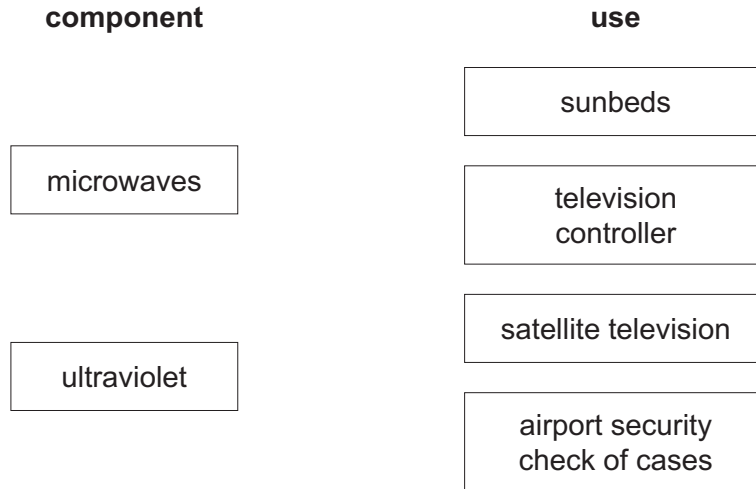 component
use
sunbeds
microwaves
television
controller
satellite television
ultraviolet
airport security
check of cases